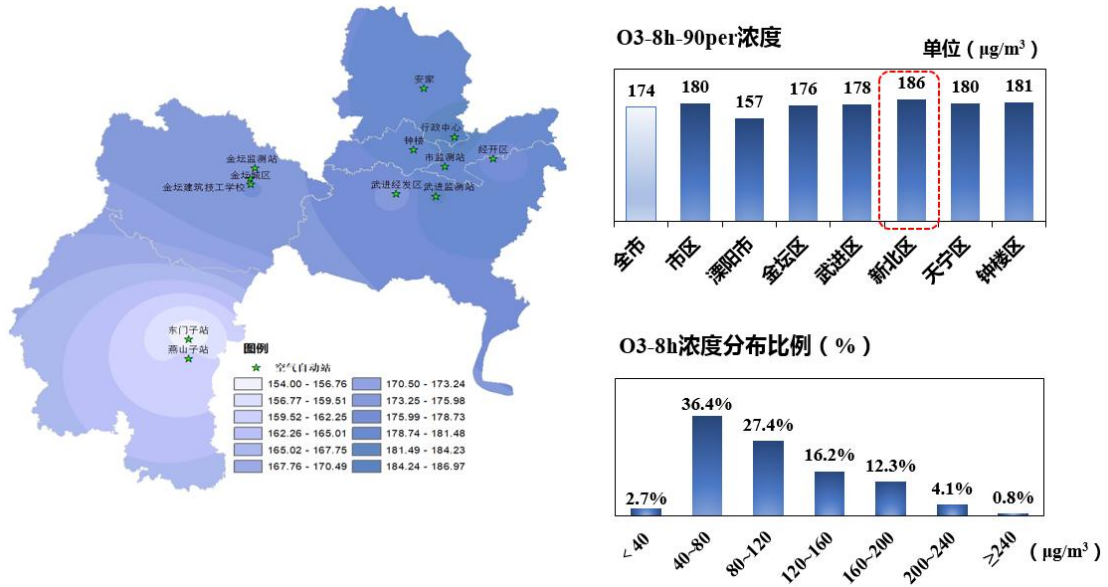 安家
行政中心
钟楼
经开区
市监测站
金坛监测站
金坛城区
金坛建筑技工学校
武进经发区
武进监测站
东门子站
燕山子站
图例
空气自动站
154.00 - 156.76
156.77 - 159.51
159.52 - 162.25
162.26 - 165.01
165.02 - 167.75
167.76 - 170.49
170.50 - 173.24
173.25 - 175.98
175.99 - 178.73
178.74 - 181.48
181.49 - 184.23
184.24 - 186.97
O3-8h-90per浓度
单位（μg/m³）
174 180 157 176 178 186 180 181
全市 市区 溧阳市 金坛区 武进区 新北区 天宁区 钟楼区
O3-8h浓度分布比例（%）
2.7% 36.4% 27.4% 16.2% 12.3% 4.1% 0.8%
<40 40~80 80~120 120~160 160~200 200~240 ≥240 （μg/m³）